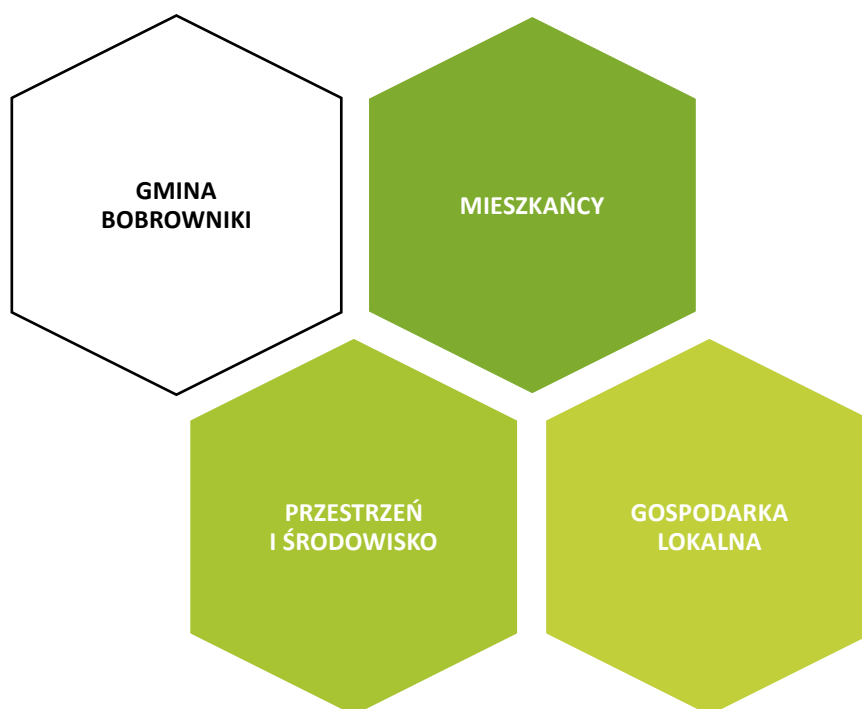 GMINA
BOBROWNIKI
MIESZKAŃCY
PRZESTRZEŃ
I ŚRODOWISKO
GOSPODARKA
LOKALNA